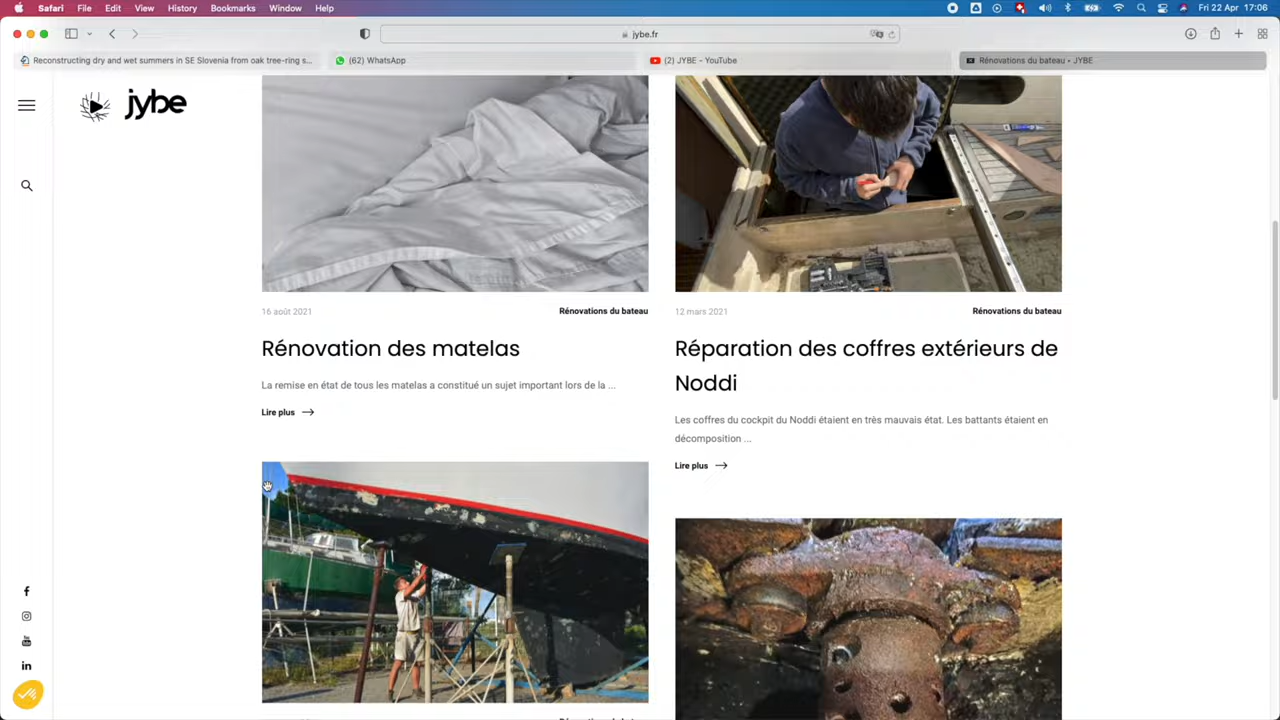 Safari File Edit View History Bookmarks Window Help
Fri 22 Apr 17:06
jybe.fr
Reconstructing dry and wet summers in SE Slovenia from oak tree-ring s...
(62) WhatsApp
(2) JYBE - YouTube
Rénovations du bateau • JYBE
jybe
16 août 2021
Rénovations du bateau
Rénovation des matelas
La remise en état de tous les matelas a constitué un sujet important lors de la ...
Lire plus
12 mars 2021
Rénovations du bateau
Réparation des coffres extérieurs de
Noddi
Les coffres du cockpit du Noddi étaient en très mauvais état. Les battants étaient en
décomposition ...
Lire plus